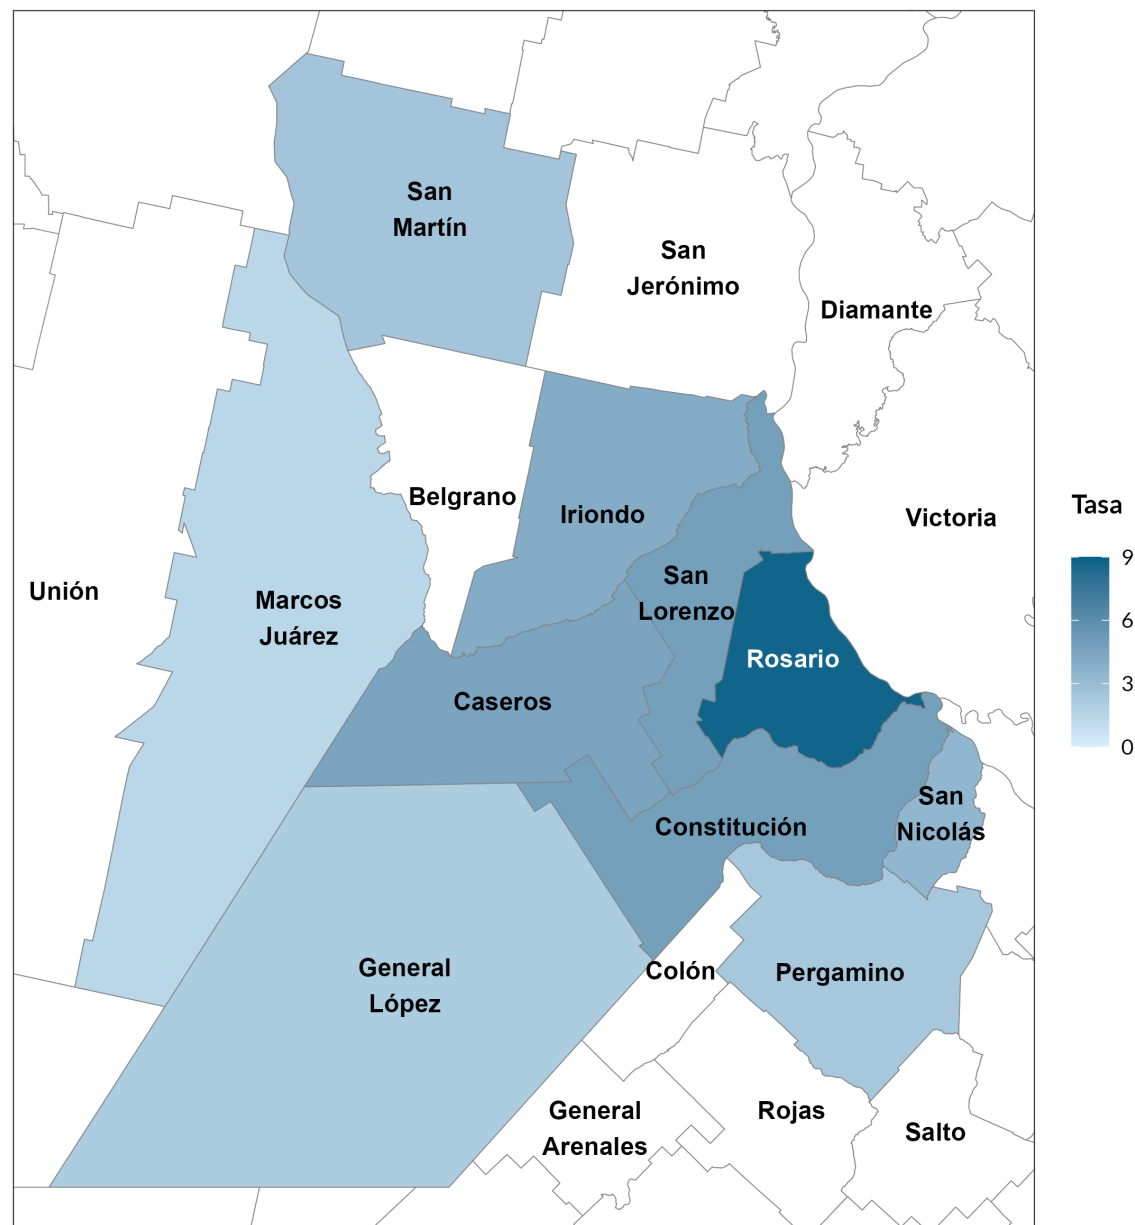 San
Martín
San
Jerónimo
Diamante
Belgrano
Iriondo
Victoria
Tasa
9
6
3
0
Unión
Marcos
Juárez
San
Lorenzo
Rosario
Caseros
San
Nicolás
Constitución
General
López
Colón
Pergamino
General
Arenales
Rojas
Salto